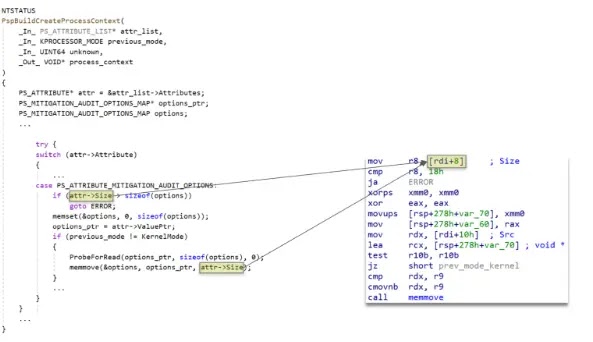 NTSTATUS
PspBuildCreateProcessContext(
_In_ PS_ATTRIBUTE_LIST* attr_list,
_In_ KPROCESSOR_MODE previous_mode,
_In_ UINT64 unknown,
_Out_ VOID* process_context
)
{
PS_ATTRIBUTE* attr = &attr_list->Attributes;
PS_MITIGATION_AUDIT_OPTIONS_MAP* options_ptr;
PS_MITIGATION_AUDIT_OPTIONS_MAP options;
...
try {
switch (attr->Attribute)
{
...
case PS_ATTRIBUTE_MITIGATION_AUDIT_OPTIONS:
if (attr->Size > sizeof(options))
goto ERROR;
memset(&options, 0, sizeof(options));
options_ptr = attr->ValuePtr;
if (previous_mode != KernelMode)
{
ProbeForRead(options_ptr, sizeof(options), 0);
memmove(&options, options_ptr, attr->Size);
}
...
}
}
...
}
mov r8, [rdi+8] ; Size
cmp r8, 18h
ja ERROR
xorps xmm0, xmm0
xor eax, eax
movups [rsp+278h+var_70], xmm0
mov [rsp+278h+var_60], rax
mov rdx, [rdi+10h] ; Src
lea rcx, [rsp+278h+var_70] ; void *
test r10b, r10b
jz short prev_mode_kernel
cmp rdx, r9
cmovnb rdx, r9
call memmove